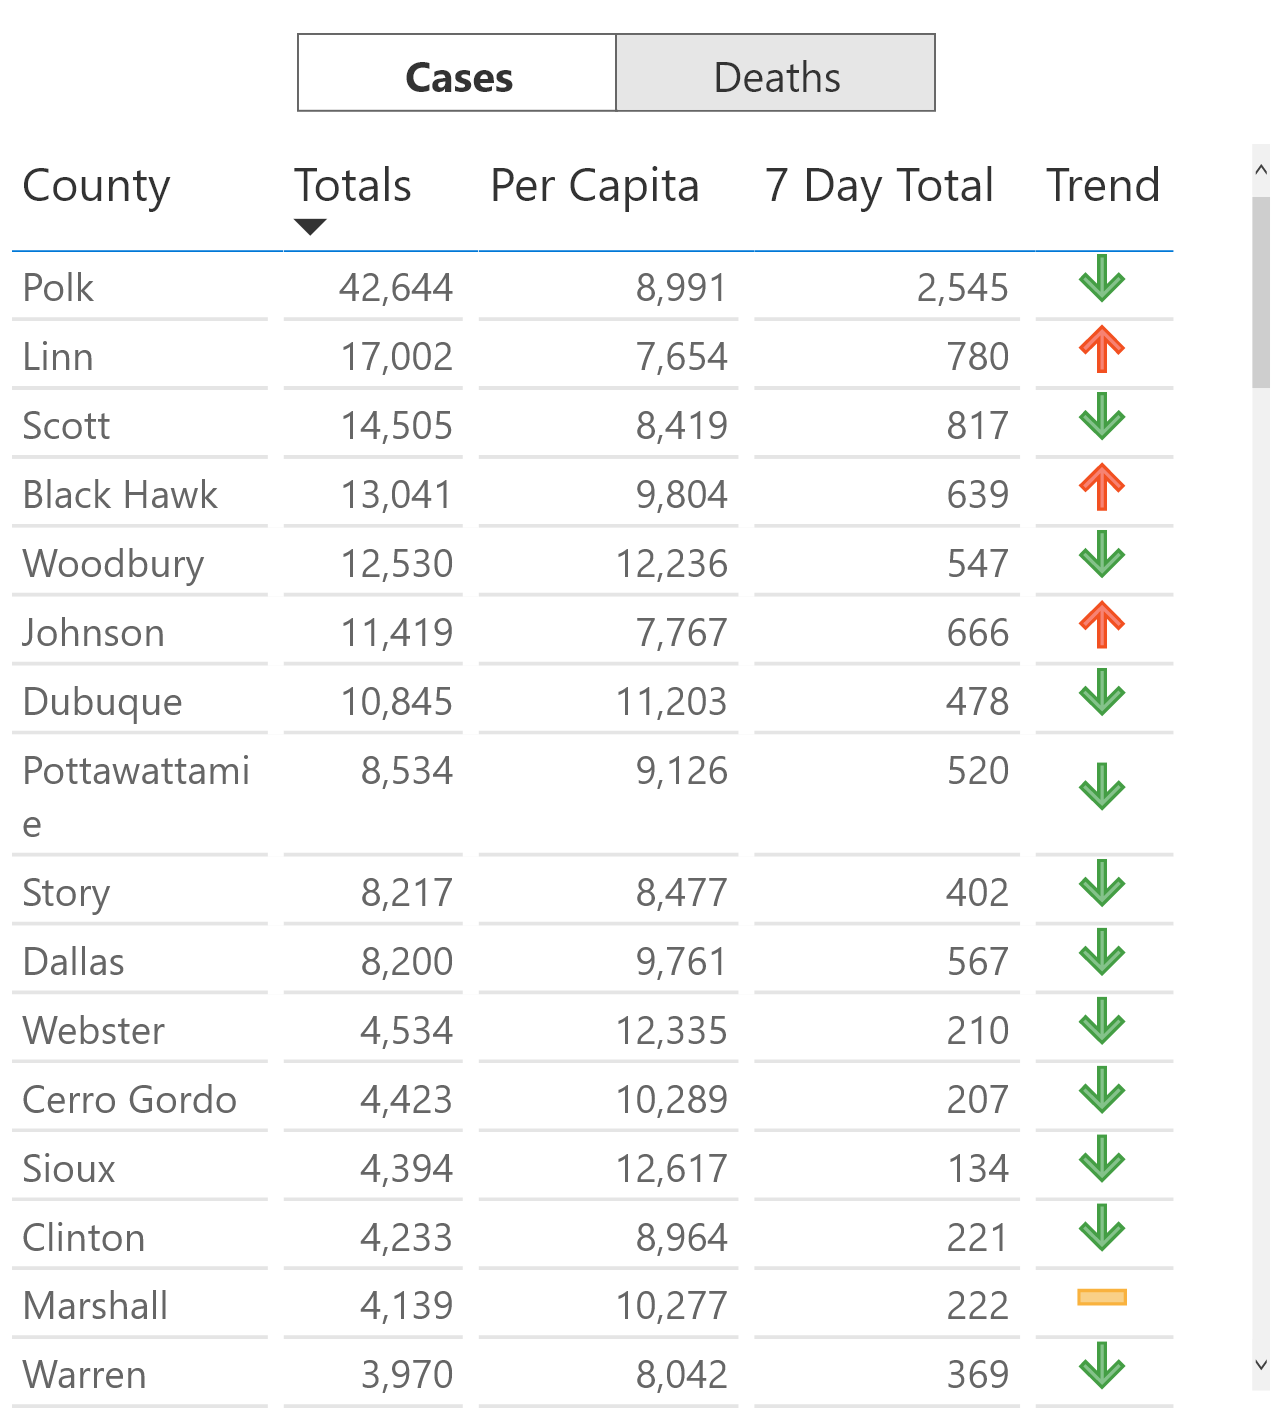 Cases Deaths
County Totals Per Capita 7 Day Total Trend
Polk 42,644 8,991 2,545
Linn 17,002 7,654 780
Scott 14,505 8,419 817
Black Hawk 13,041 9,804 639
Woodbury 12,530 12,236 547
Johnson 11,419 7,767 666
Dubuque 10,845 11,203 478
Pottawattami 8,534 9,126 520
e
Story 8,217 8,477 402
Dallas 8,200 9,761 567
Webster 4,534 12,335 210
Cerro Gordo 4,423 10,289 207
Sioux 4,394 12,617 134
Clinton 4,233 8,964 221
Marshall 4,139 10,277 222
Warren 3,970 8,042 369